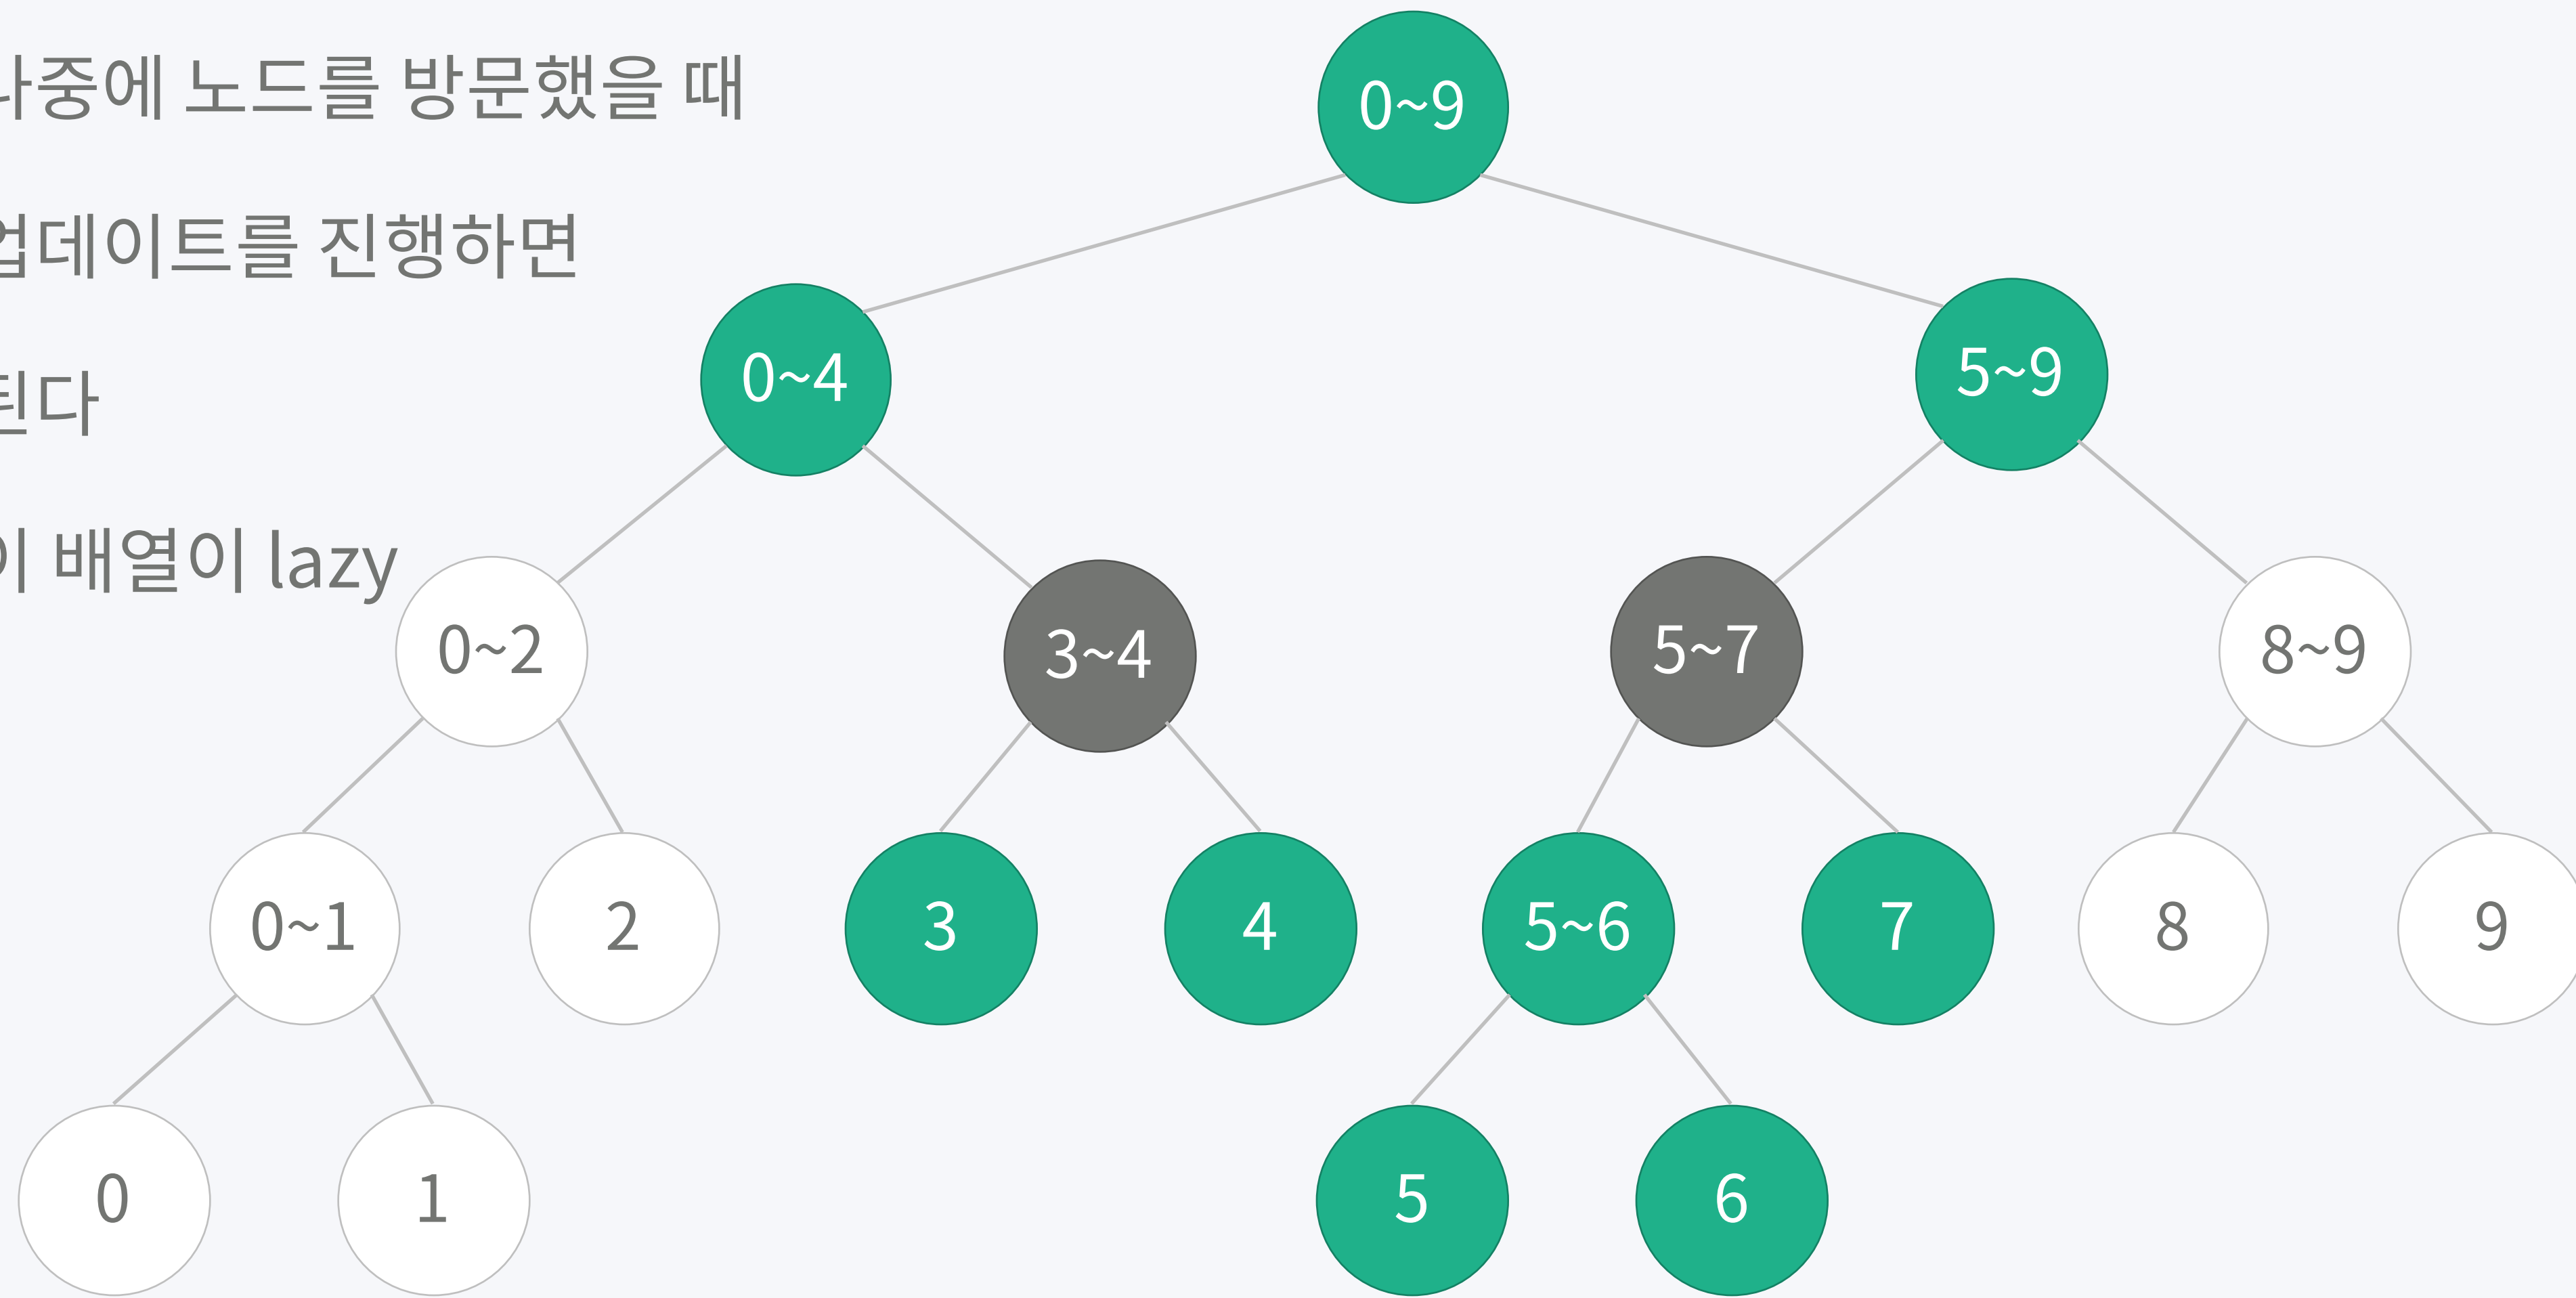 나중에 노드를 방문했을 때
업데이트를 진행하면
된다
이 배열이 lazy
0~9
0~4 5~9
0~2 3~4 5~7 8~9
0~1 2 3 4 5~6 7 8 9
0 1 5 6